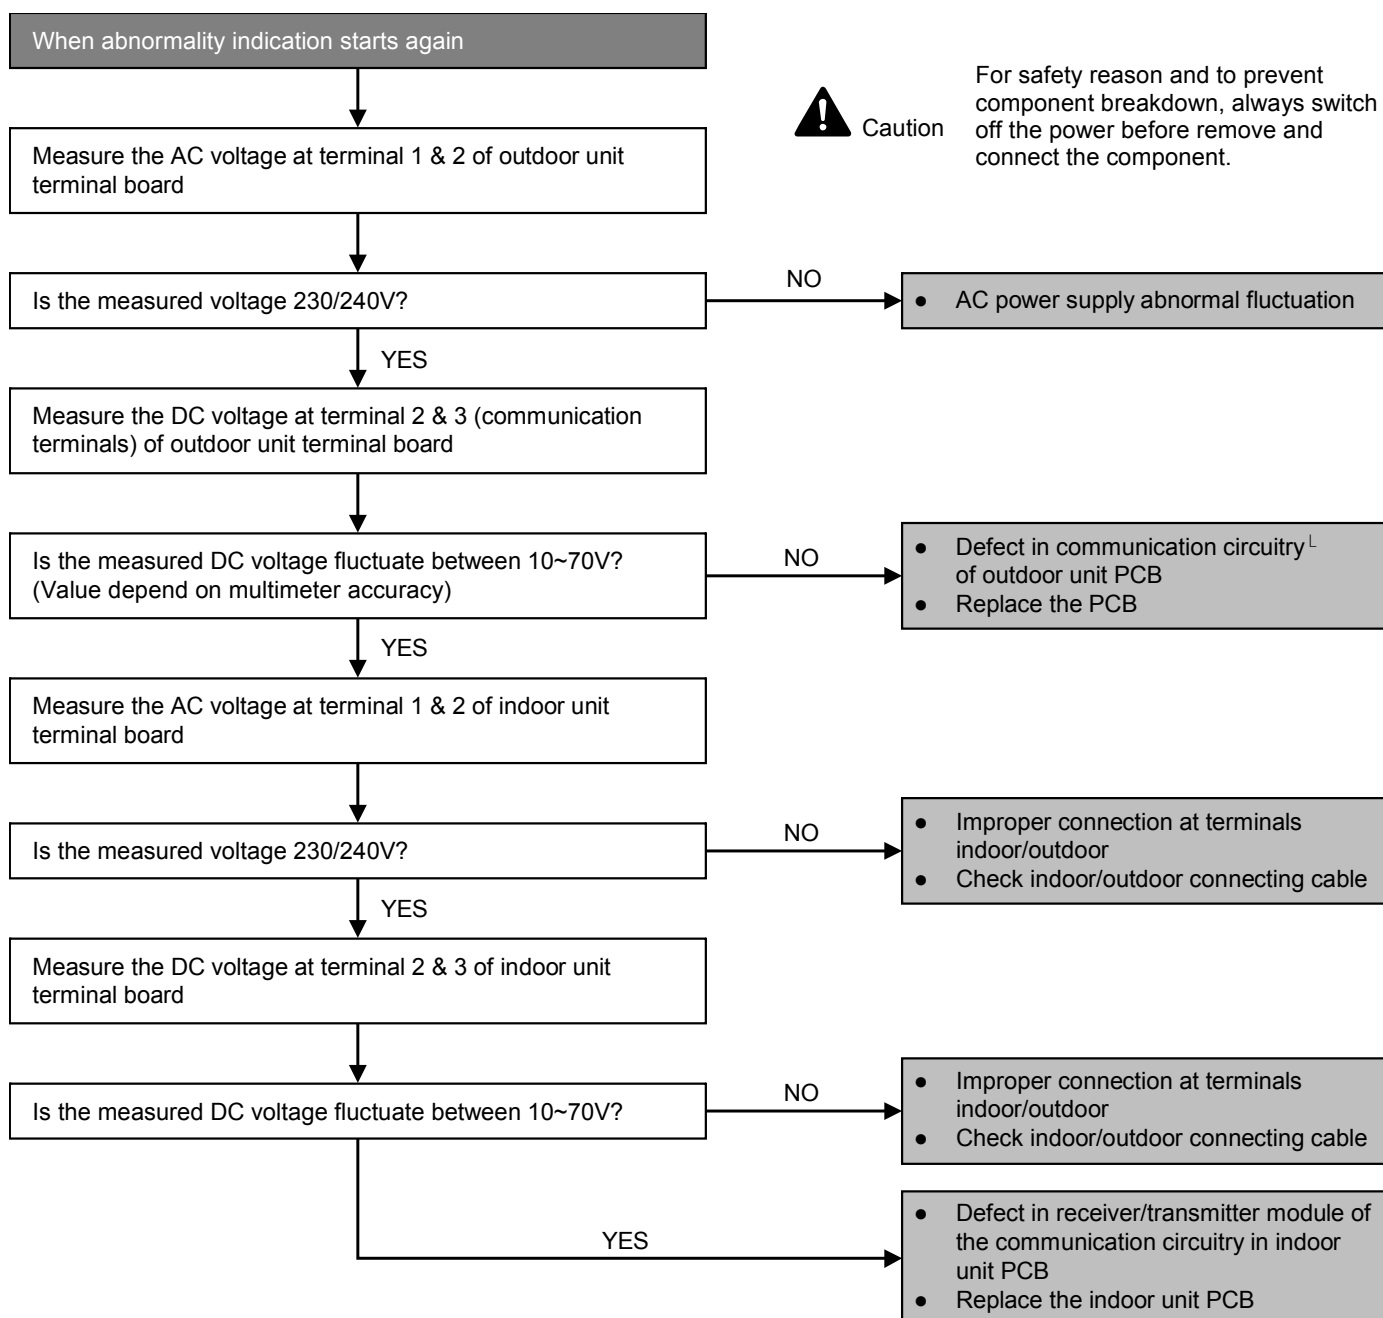 When abnormality indication starts again
For safety reason and to prevent
component breakdown, always switch
off the power before remove and
connect the component.
Caution
Measure the AC voltage at terminal 1 & 2 of outdoor unit
terminal board
Is the measured voltage 230/240V?
NO
● AC power supply abnormal fluctuation
YES
Measure the DC voltage at terminal 2 & 3 (communication
terminals) of outdoor unit terminal board
Is the measured DC voltage fluctuate between 10~70V?
(Value depend on multimeter accuracy)
NO
● Defect in communication circuitry└
of outdoor unit PCB
● Replace the PCB
YES
Measure the AC voltage at terminal 1 & 2 of indoor unit
terminal board
Is the measured voltage 230/240V?
NO
● Improper connection at terminals
indoor/outdoor
● Check indoor/outdoor connecting cable
YES
Measure the DC voltage at terminal 2 & 3 of indoor unit
terminal board
Is the measured DC voltage fluctuate between 10~70V?
NO
● Improper connection at terminals
indoor/outdoor
● Check indoor/outdoor connecting cable
YES
● Defect in receiver/transmitter module of
the communication circuitry in indoor
unit PCB
● Replace the indoor unit PCB